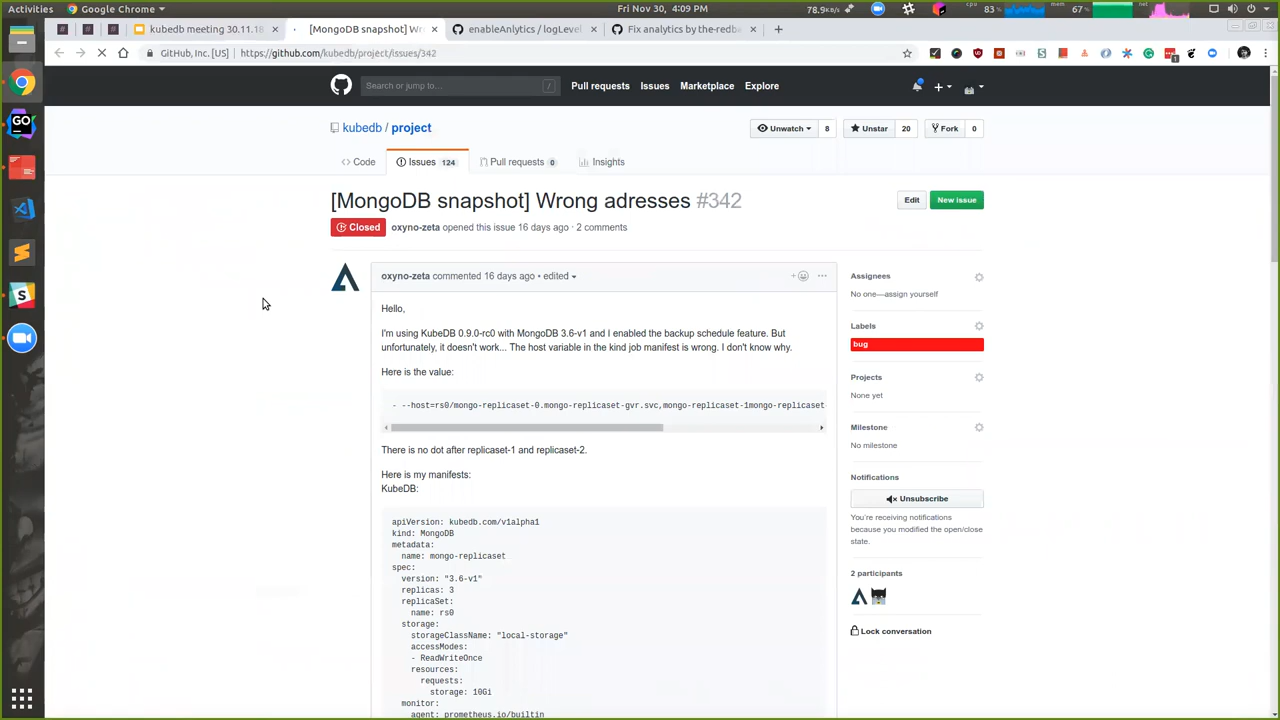 Activities
Google Chrome
Fri Nov 30, 4:09 PM
78.9k/s
83 %
67 %
kubedb meeting 30.11.18
[MongoDB snapshot] Wr
enableAnlytics / logLevel
Fix analytics by the-redba
GitHub, Inc. [US]
https://github.com/kubedb/project/issues/342
Search or jump to...
/
Pull requests
Issues
Marketplace
Explore
kubedb / project
Unwatch
8
Unstar
20
Fork
0
Code
Issues 124
Pull requests 0
Insights
[MongoDB snapshot] Wrong adresses #342
Edit
New issue
Closed
oxyno-zeta opened this issue 16 days ago · 2 comments
oxyno-zeta commented 16 days ago • edited
Hello,
I'm using KubeDB 0.9.0-rc0 with MongoDB 3.6-v1 and I enabled the backup schedule feature. But
unfortunately, it doesn't work... The host variable in the kind job manifest is wrong. I don't know why.
Here is the value:
- --host=rs0/mongo-replicaset-0.mongo-replicaset-gvr.svc,mongo-replicaset-1mongo-replicaset-
There is no dot after replicaset-1 and replicaset-2.
Here is my manifests:
KubeDB:
apiVersion: kubedb.com/v1alpha1
kind: MongoDB
metadata:
name: mongo-replicaset
spec:
version: "3.6-v1"
replicas: 3
replicaSet:
name: rs0
storage:
storageClassName: "local-storage"
accessModes:
- ReadWriteOnce
resources:
requests:
storage: 10Gi
monitor:
agent: prometheus.io/builtin
Assignees
No one—assign yourself
Labels
bug
Projects
None yet
Milestone
No milestone
Notifications
Unsubscribe
You're receiving notifications
because you modified the open/close
state.
2 participants
Lock conversation